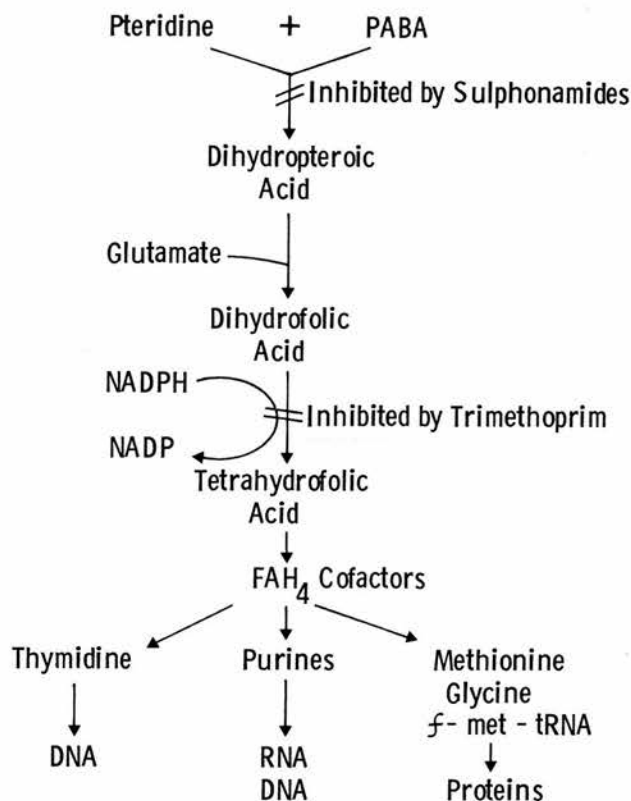 Pteridine + PABA
Inhibited by Sulphonamides
Dihydropteroic
Acid
Glutamate
Dihydrofolic
Acid
NADPH
Inhibited by Trimethoprim
NADP
Tetrahydrofolic
Acid
FAH4 Cofactors
Thymidine Purines Methionine
Glycine
f - met - tRNA
DNA RNA
DNA Proteins